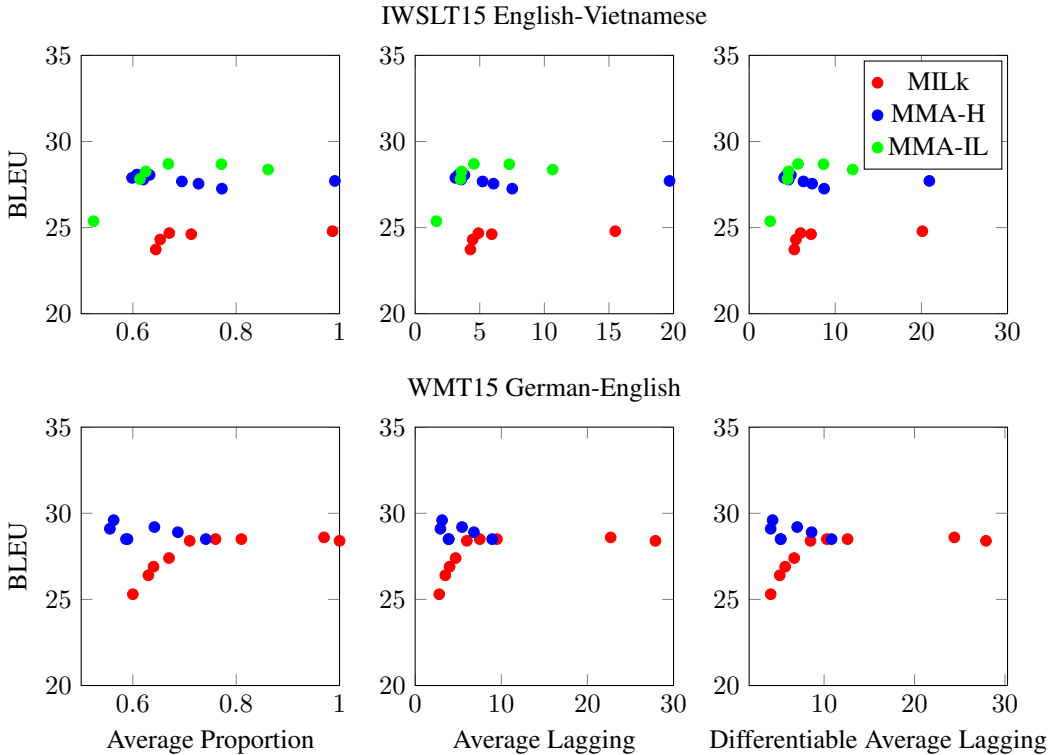 IWSLT15 English-Vietnamese
35
30
25
20
BLEU
0.6 0.8 1
35
30
25
20
0 5 10 15 20
35
30
25
20
0 10 20 30
MILk
MMA-H
MMA-IL
WMT15 German-English
35
30
25
20
BLEU
0.6 0.8 1
Average Proportion
35
30
25
20
0 10 20 30
Average Lagging
35
30
25
20
10 20 30
Differentiable Average Lagging